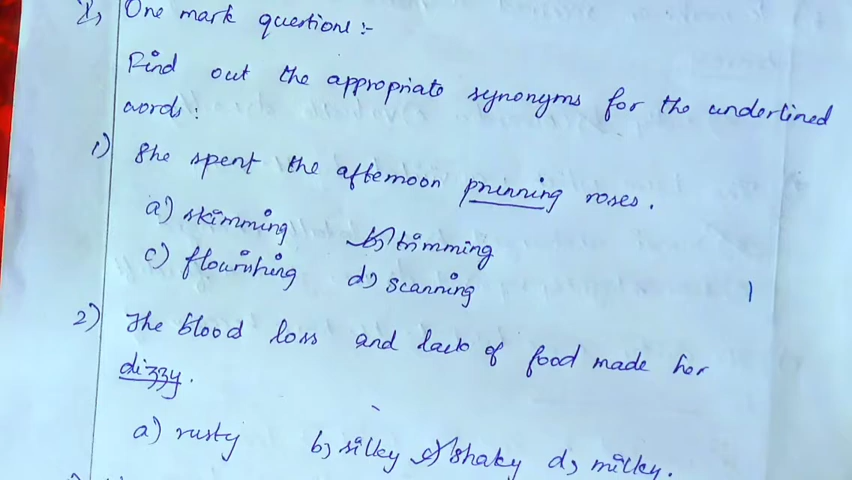 I, One mark questions :-
Find out the appropriate synonyms for the underlined
words :
1) She spent the afternoon prinning roses.
a) skimming b) trimming
c) flourishing d) scanning
1
2) The blood loss and lack of food made her
dizzy.
a) rusty b) silky c) shaky d) milky.